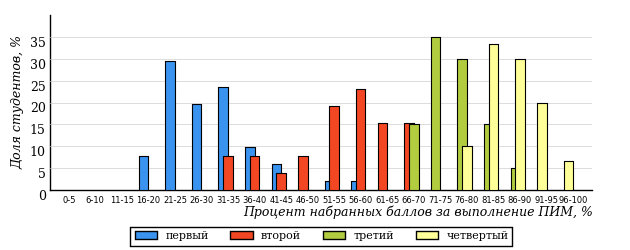 Доля студентов, %
35
30
25
20
15
10
5
0
0-5 6-10 11-15 16-20 21-25 26-30 31-35 36-40 41-45 46-50 51-55 56-60 61-65 66-70 71-75 76-80 81-85 86-90 91-95 96-100
Процент набранных баллов за выполнение ПИМ, %
первый второй третий четвертый